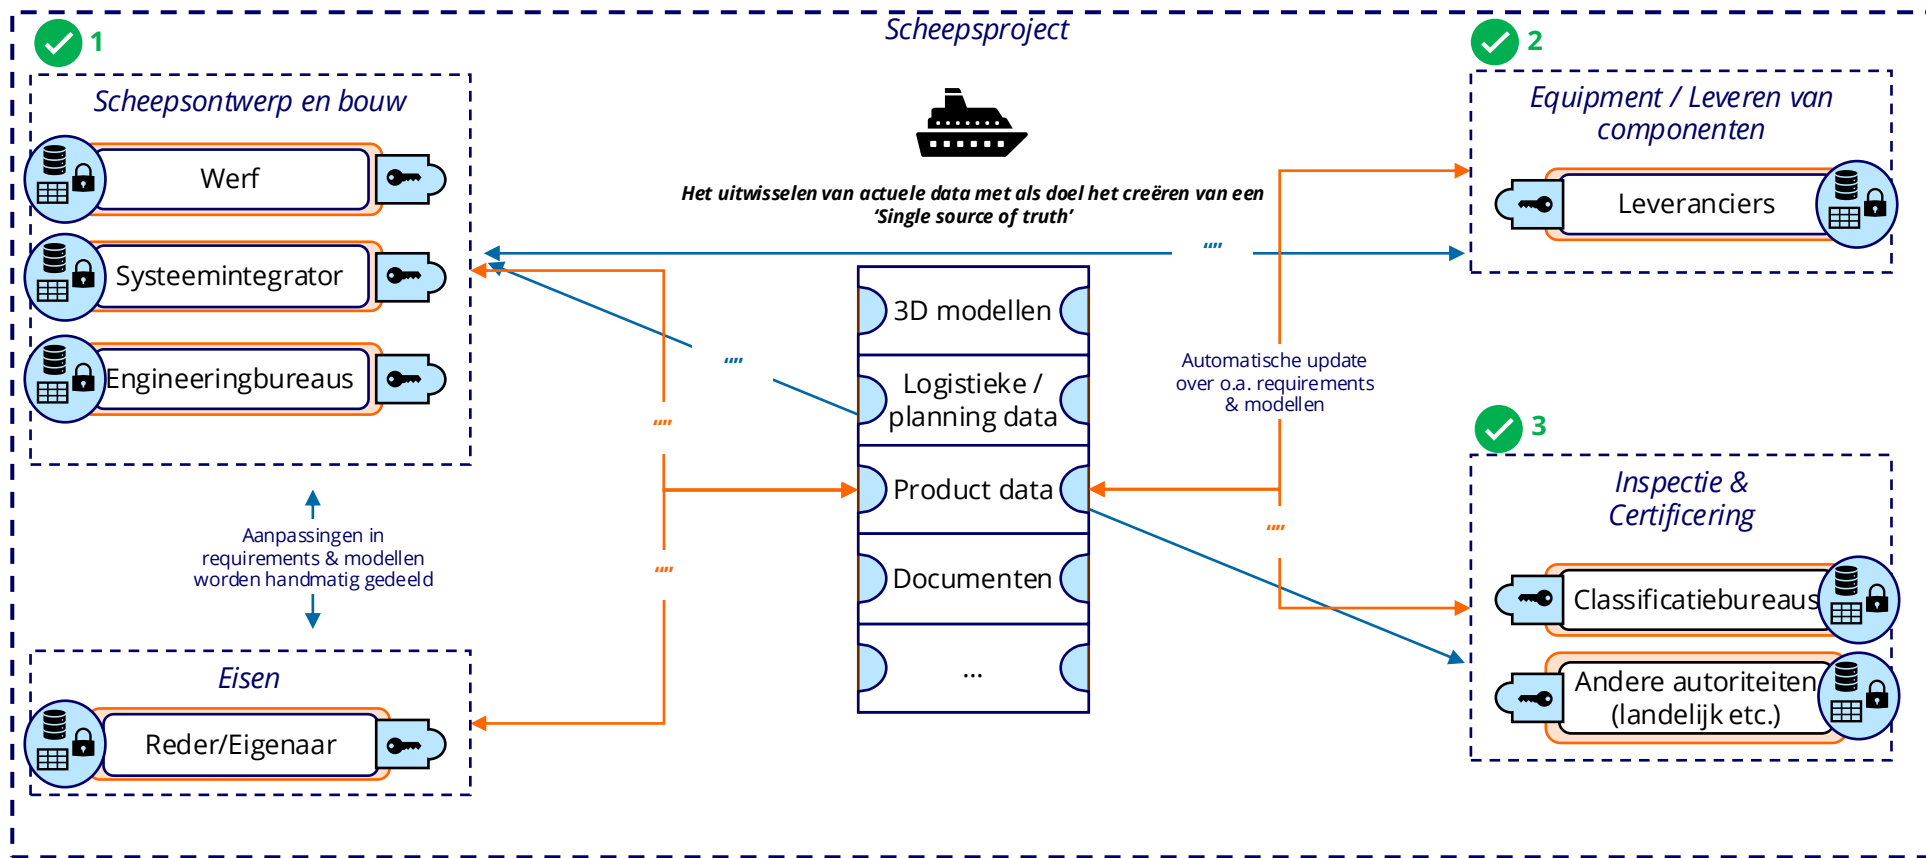 Scheepsproject
1
Scheepsontwerp en bouw
Werf
Systeemintegrator
Engineeringbureaus
Aanpassingen in
requirements & modellen
worden handmatig gedeeld
Eisen
Reder/Eigenaar
Het uitwisselen van actuele data met als doel het creëren van een
‘Single source of truth’
“”
“”
“”
“”
3D modellen
Logistieke /
planning data
Product data
Documenten
...
Automatische update
over o.a. requirements
& modellen
“”
2
Equipment / Leveren van
componenten
Leveranciers
3
Inspectie &
Certificering
Classificatiebureaus
Andere autoriteiten
(landelijk etc.)